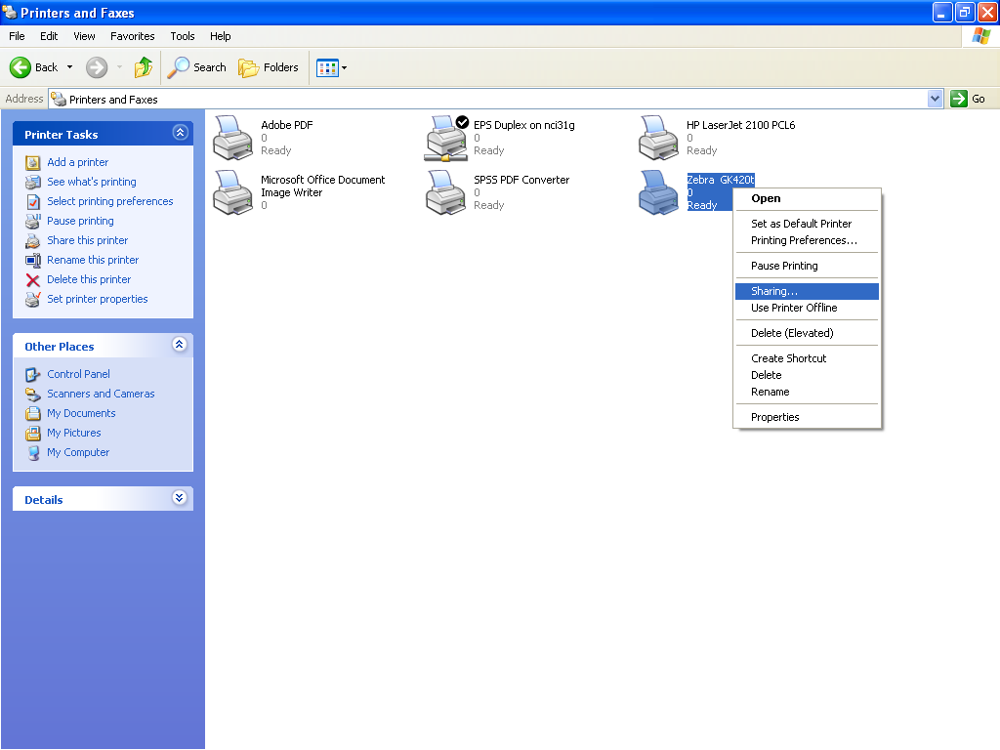 Printers and Faxes
File Edit View Favorites Tools Help
Back Search Folders
Address Printers and Faxes Go
Printer Tasks
Add a printer
See what's printing
Select printing preferences
Pause printing
Share this printer
Rename this printer
Delete this printer
Set printer properties
Other Places
Control Panel
Scanners and Cameras
My Documents
My Pictures
My Computer
Details
Adobe PDF
0
Ready
EPS Duplex on nci31g
0
Ready
HP LaserJet 2100 PCL6
0
Ready
Microsoft Office Document
Image Writer
0
SPSS PDF Converter
0
Ready
Zebra GK420t
0
Ready
Open
Set as Default Printer
Printing Preferences...
Pause Printing
Sharing...
Use Printer Offline
Delete (Elevated)
Create Shortcut
Delete
Rename
Properties